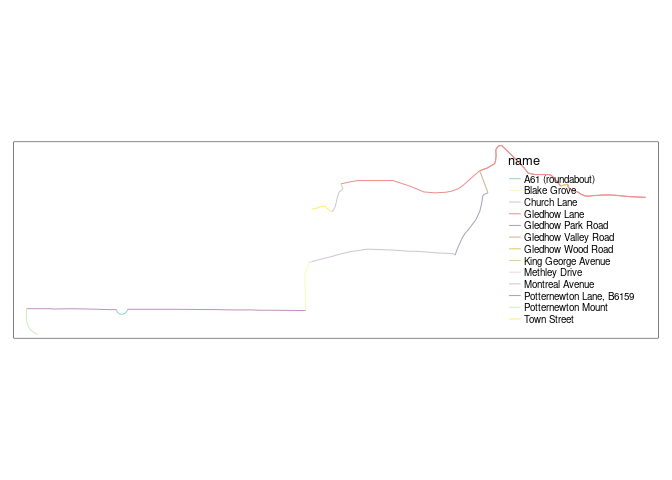 name
A61 (roundabout)
Blake Grove
Church Lane
Gledhow Lane
Gledhow Park Road
Gledhow Valley Road
Gledhow Wood Road
King George Avenue
Methley Drive
Montreal Avenue
Potternewton Lane, B6159
Potternewton Mount
Town Street